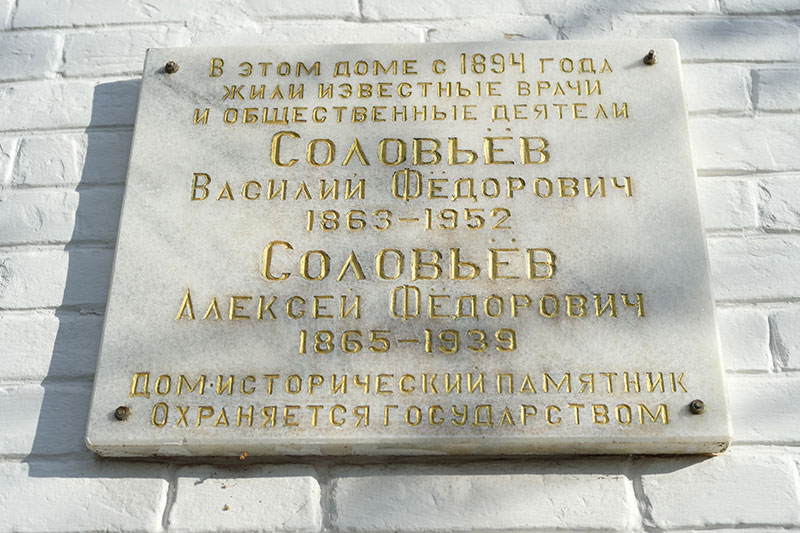 В этом доме с 1894 года
жили известные врачи
и общественные деятели
Соловьёв
Василий Фёдорович
1863–1952
Соловьёв
Алексей Фёдорович
1865–1939
Дом·исторический памятник
Охраняется государством